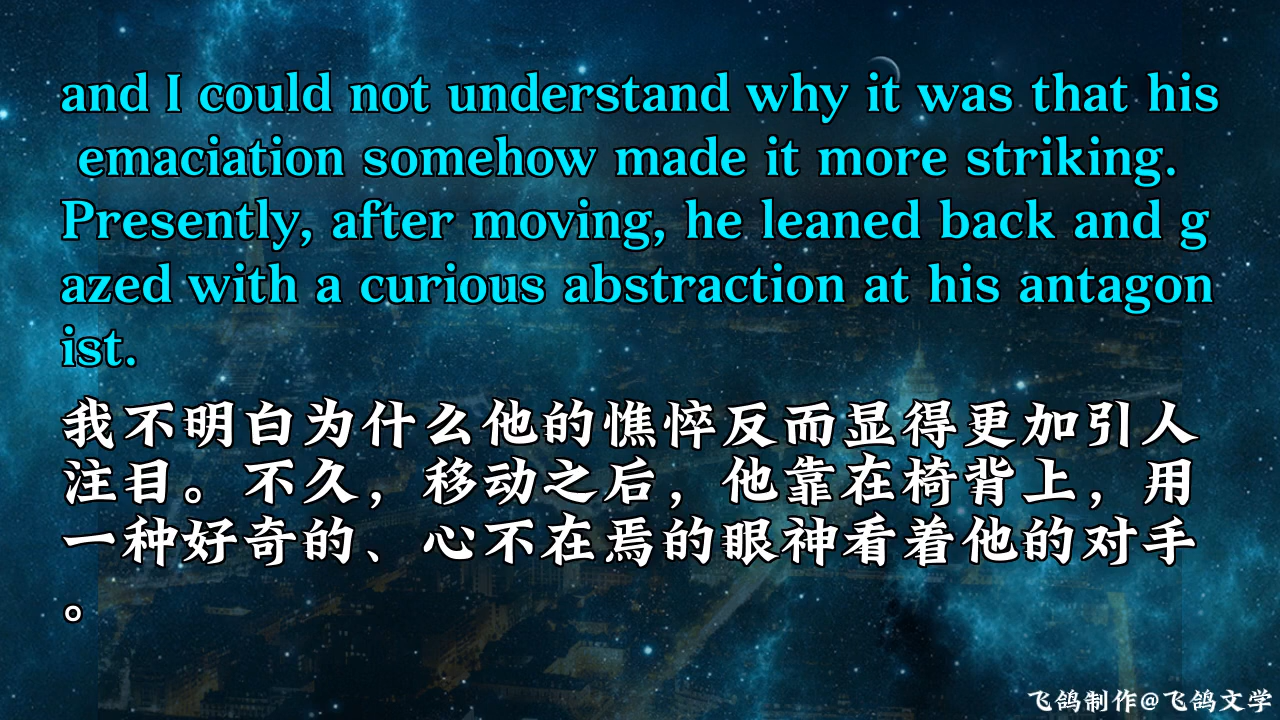 and I could not understand why it was that his
emaciation somehow made it more striking.
Presently, after moving, he leaned back and g
azed with a curious abstraction at his antagon
ist.
我不明白为什么他的憔悴反而显得更加引人
注目。不久，移动之后，他靠在椅背上，用
一种好奇的、心不在焉的眼神看着他的对手
。
飞鸽制作@飞鸽文学